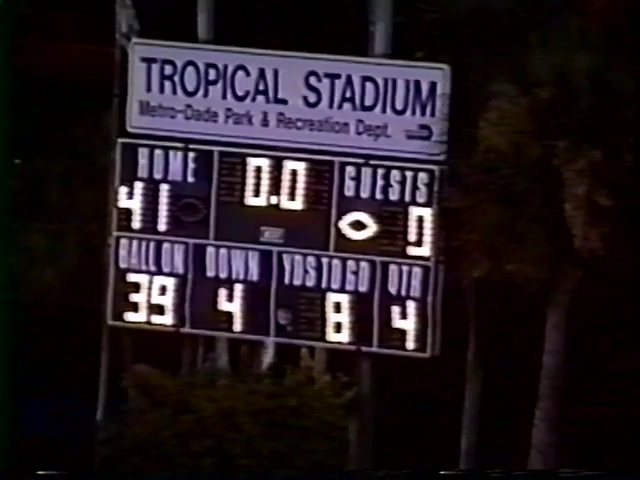 TROPICAL STADIUM
Metro-Dade Park & Recreation Dept.
HOME 0.0 GUESTS
41 0
BALL ON DOWN YDS TO GO QTR
39 4 8 4